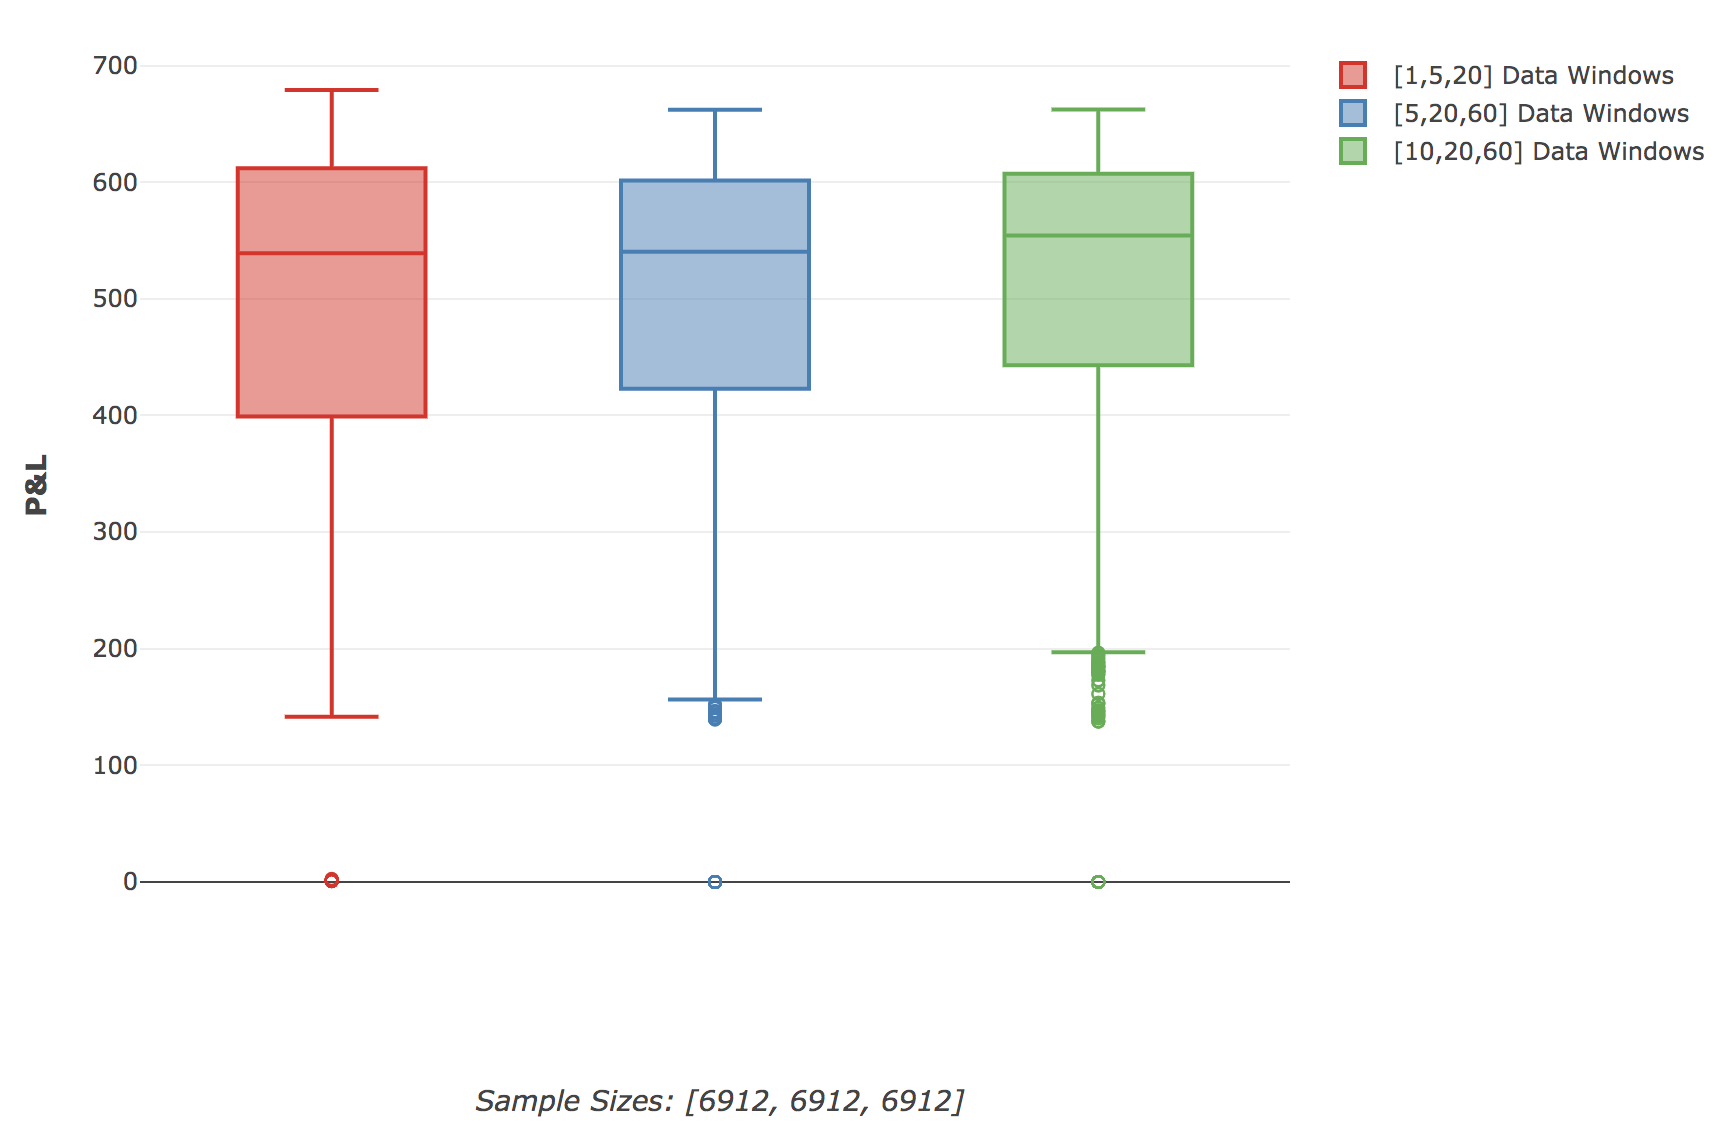 700
600
500
400
300
200
100
0
P&L
[1,5,20] Data Windows
[5,20,60] Data Windows
[10,20,60] Data Windows
Sample Sizes: [6912, 6912, 6912]